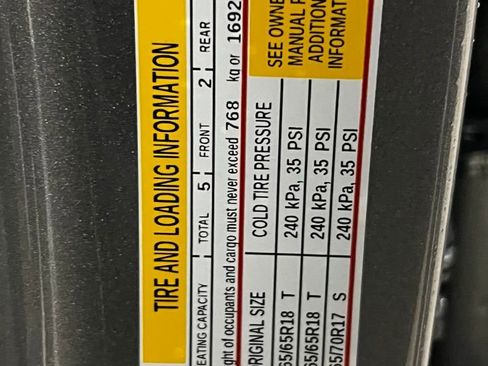 TIRE AND LOADING INFORMATION
EATING CAPACITY TOTAL 5 FRONT 2 REAR
ght of occupants and cargo must never exceed 768 kg or 1692
RIGINAL SIZE COLD TIRE PRESSURE
65/65R18 T 240 kPa, 35 PSI
65/65R18 T 240 kPa, 35 PSI
65/70R17 S 240 kPa, 35 PSI
SEE OWNE
MANUAL F
ADDITION
INFORMAT